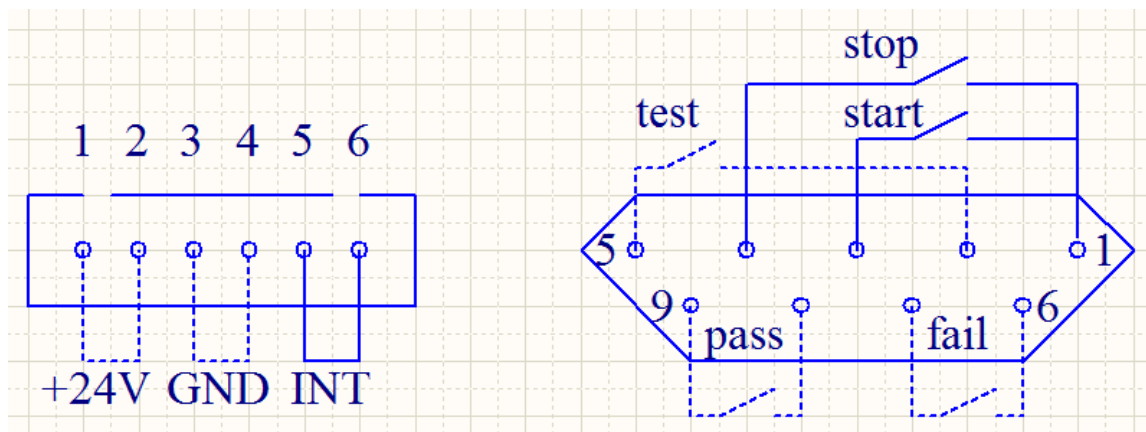 stop
test
start
1 2 3 4 5 6
5
1
9
6
pass
fail
+24V GND INT